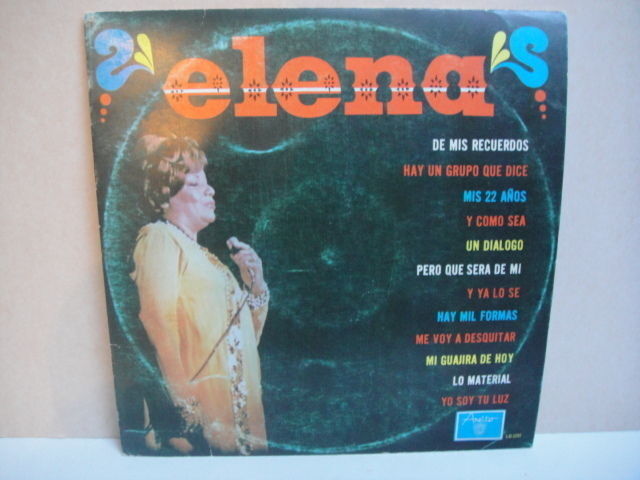 elena
DE MIS RECUERDOS
HAY UN GRUPO QUE DICE
MIS 22 AÑOS
Y COMO SEA
UN DIALOGO
PERO QUE SERA DE MI
Y YA LO SE
HAY MIL FORMAS
ME VOY A DESQUITAR
MI GUAJIRA DE HOY
LO MATERIAL
YO SOY TU LUZ
Areito